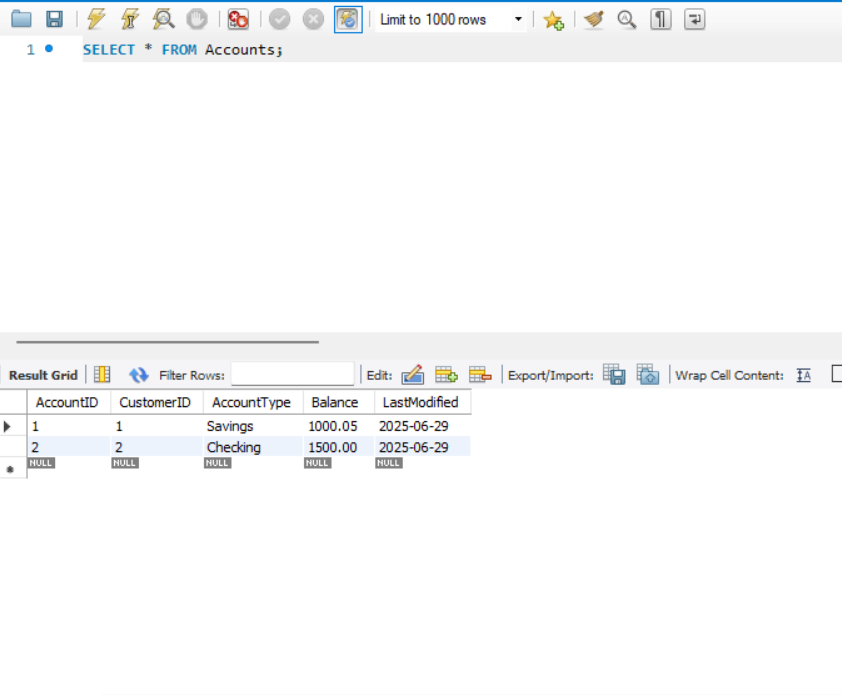 Limit to 1000 rows
1 SELECT * FROM Accounts;
Result Grid Filter Rows: Edit: Export/Import: Wrap Cell Content:
AccountID CustomerID AccountType Balance LastModified
1 1 Savings 1000.05 2025-06-29
2 2 Checking 1500.00 2025-06-29
NULL NULL NULL NULL NULL